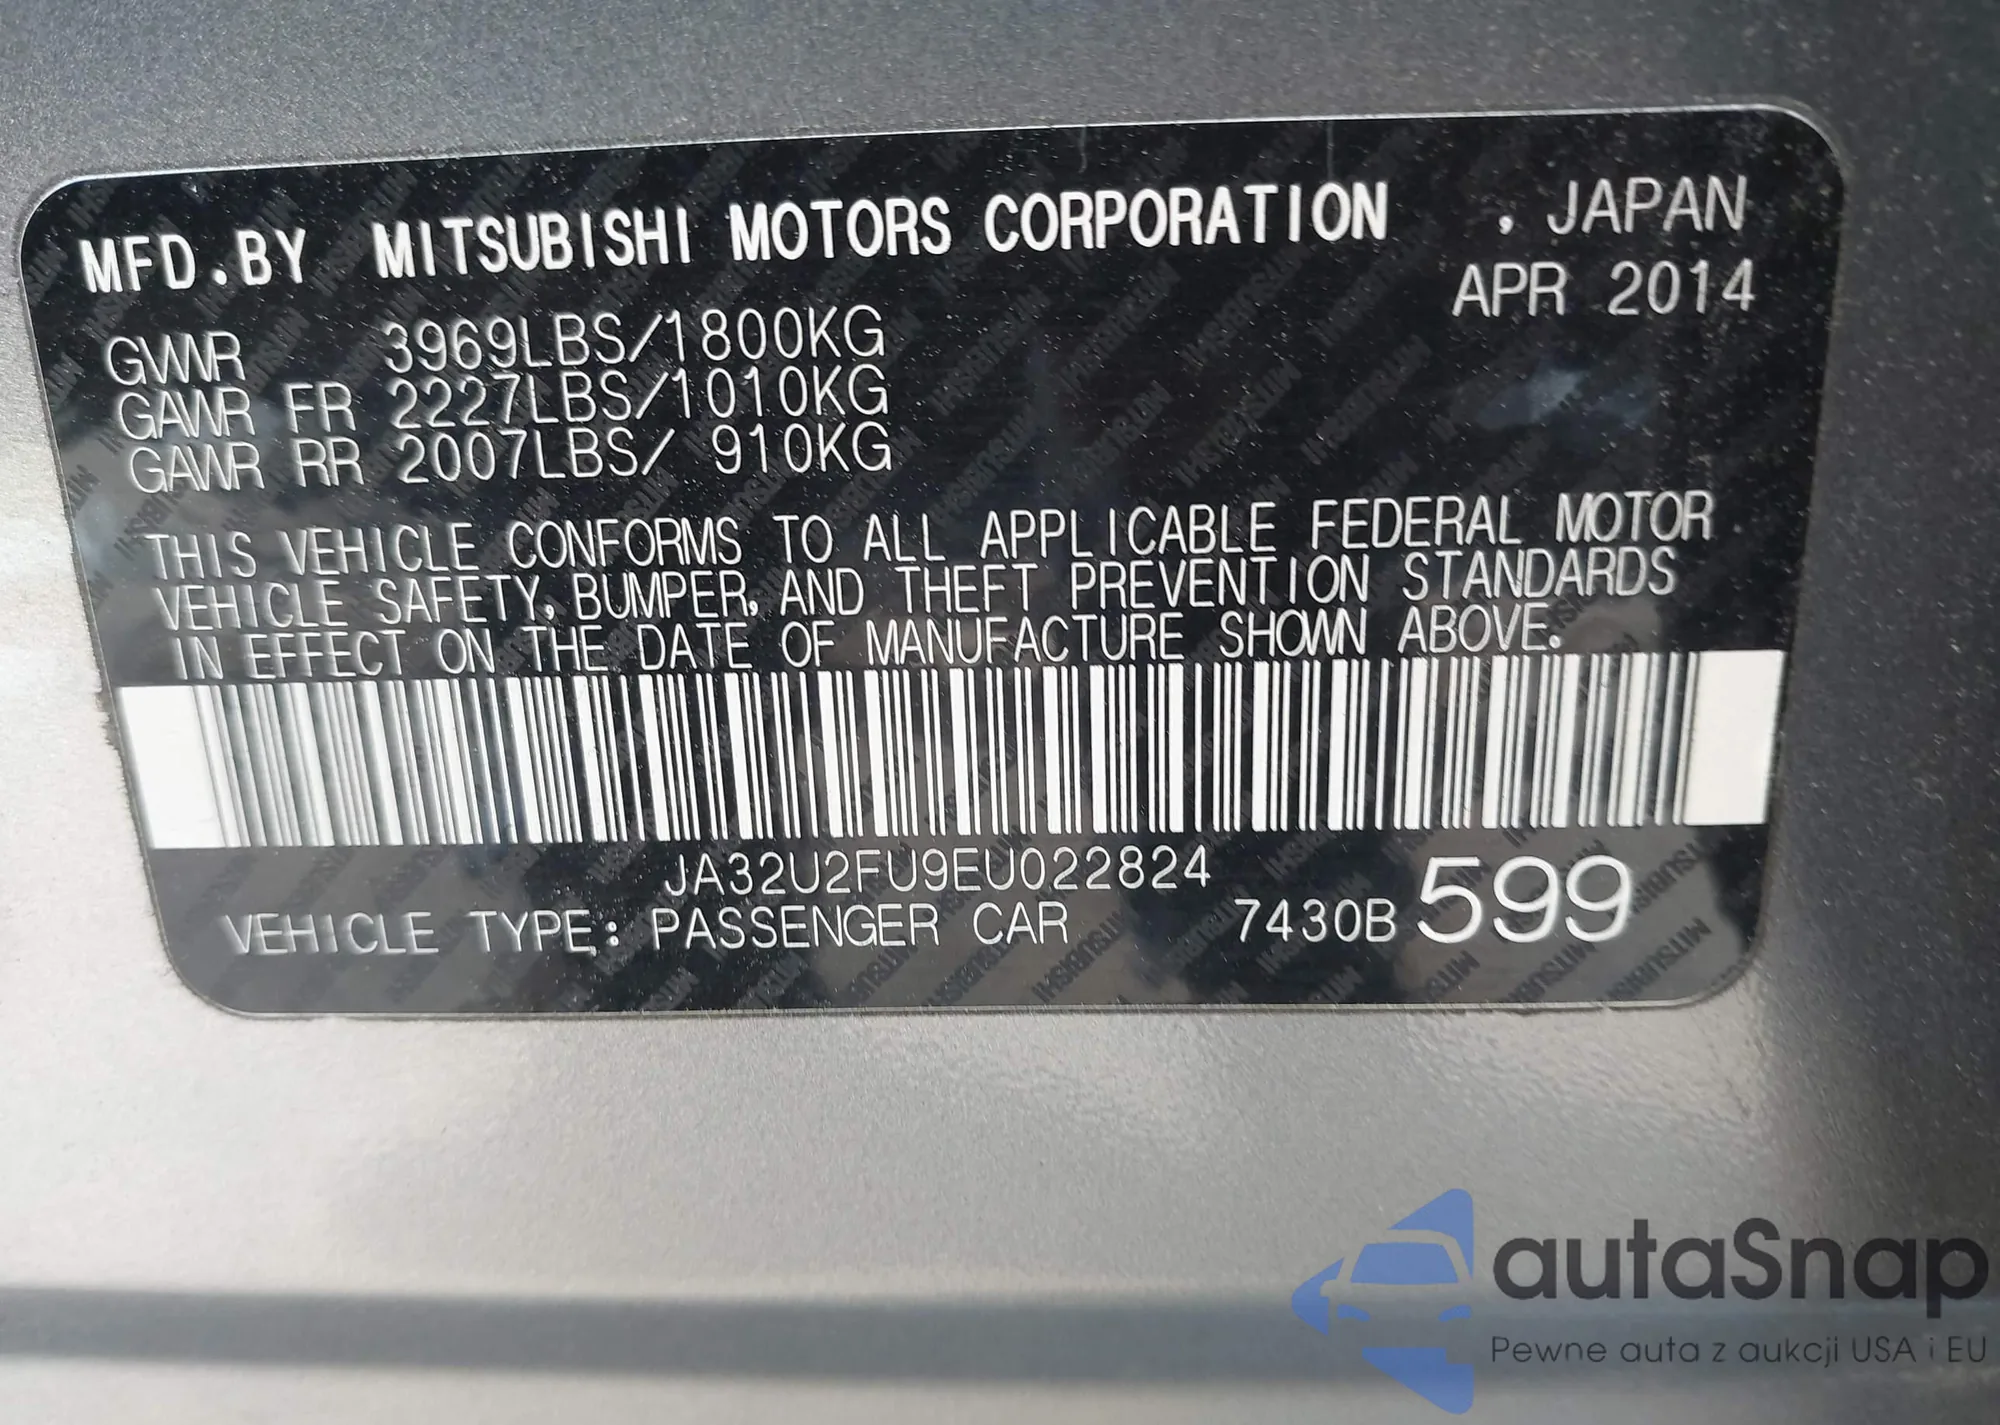 MFD.BY MITSUBISHI MOTORS CORPORATION , JAPAN
APR 2014
GVWR 3969LBS/1800KG
GAWR FR 2227LBS/1010KG
GAWR RR 2007LBS/ 910KG
THIS VEHICLE CONFORMS TO ALL APPLICABLE FEDERAL MOTOR
VEHICLE SAFETY, BUMPER, AND THEFT PREVENTION STANDARDS
IN EFFECT ON THE DATE OF MANUFACTURE SHOWN ABOVE.
JA32U2FU9EU022824
VEHICLE TYPE: PASSENGER CAR 7430B 599
autaSnap
Pewne auta z aukcji USA i EU